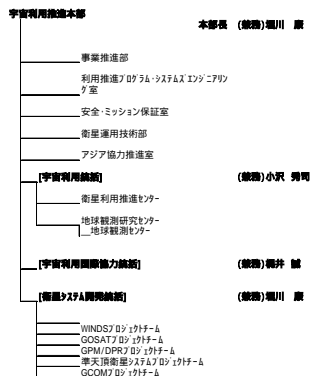 宇宙利用推進本部
本部長 (兼務)堀川 康
事業推進部
利用推進プログラム・システムズエンジニアリン
グ室
安全・ミッション保証室
衛星運用技術部
アジア協力推進室
[宇宙利用統括] (兼務)小沢 秀司
衛星利用推進センター
地球観測研究センター
地球観測センター
[宇宙利用国際協力統括] (兼務)桜井 誠
[衛星システム開発統括] (兼務)堀川 康
WINDSプロジェクトチーム
GOSATプロジェクトチーム
GPM/DPRプロジェクトチーム
準天頂衛星システムプロジェクトチーム
GCOMプロジェクトチーム